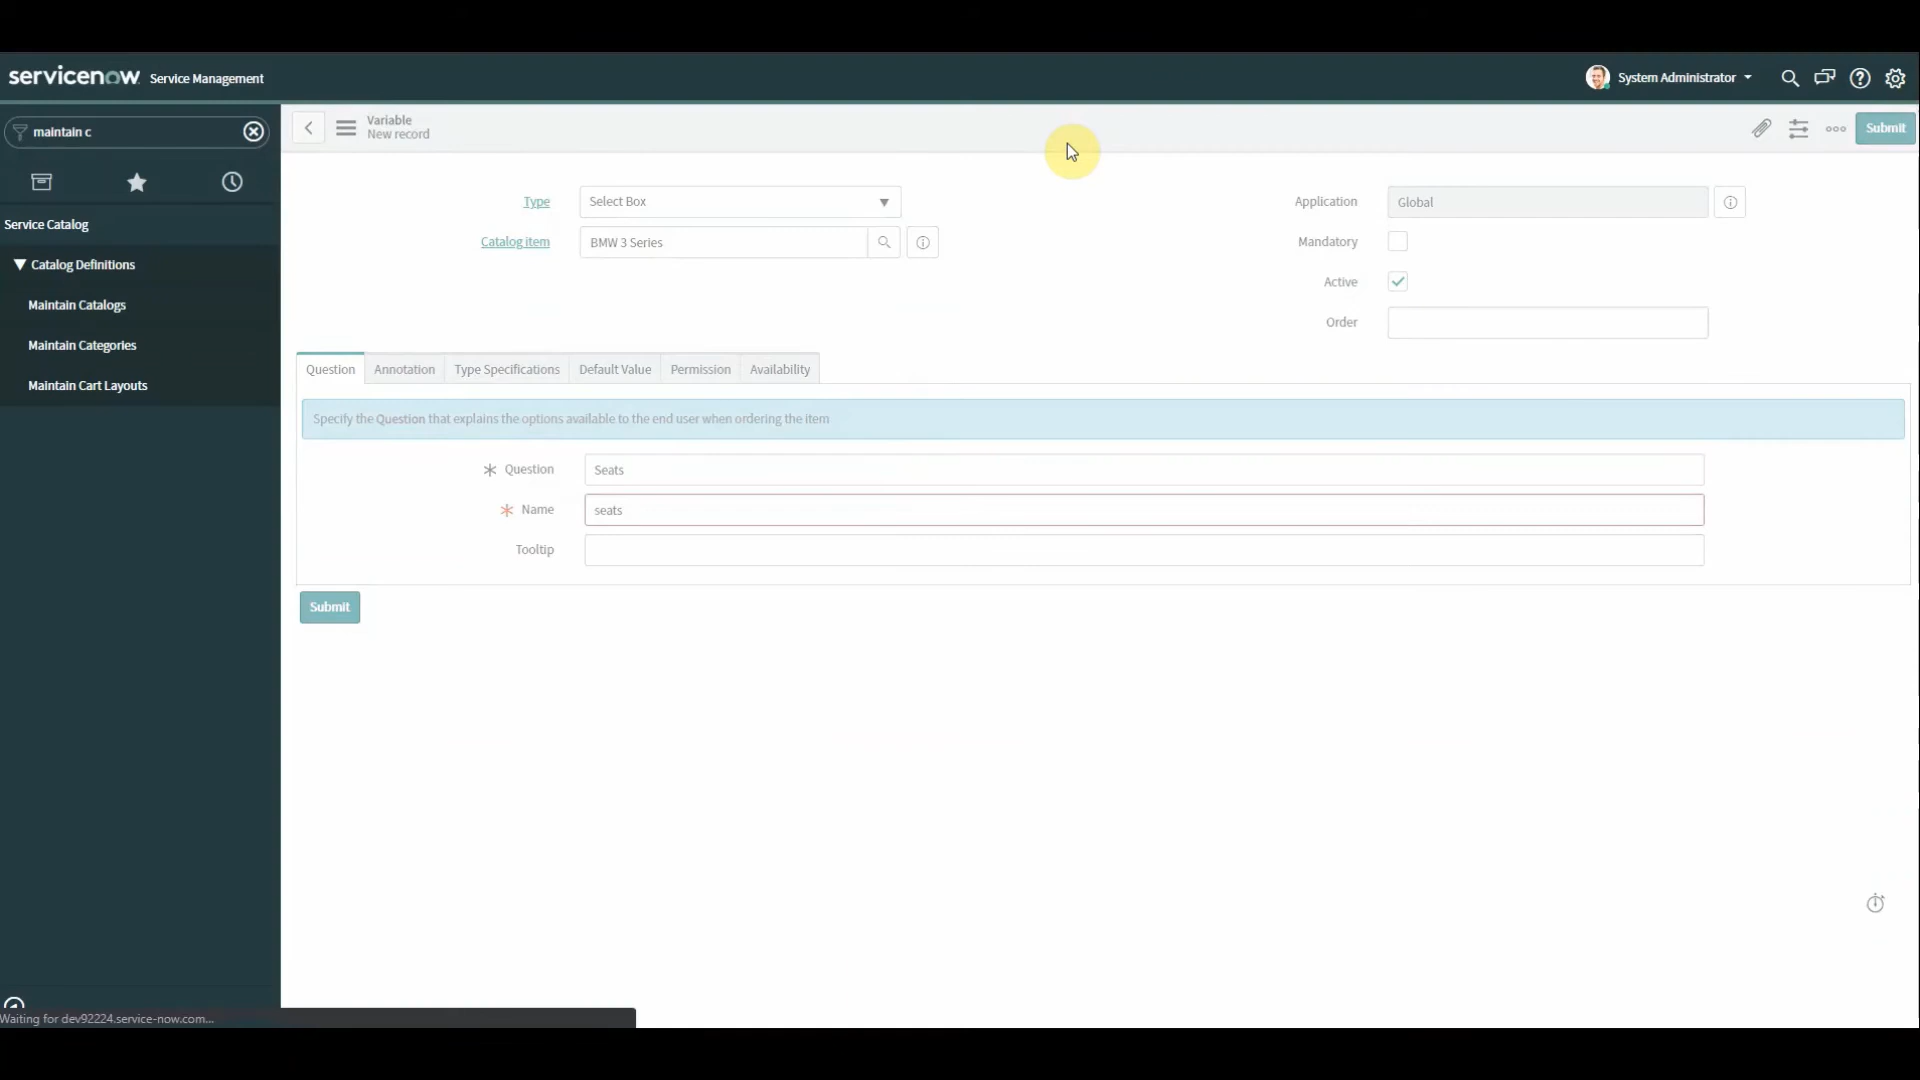 servicenow Service Management
System Administrator
maintain c
Variable
New record
Submit
Service Catalog
Catalog Definitions
Maintain Catalogs
Maintain Categories
Maintain Cart Layouts
Type Select Box
Catalog item BMW 3 Series
Application Global
Mandatory
Active
Order
Question Annotation Type Specifications Default Value Permission Availability
Specify the Question that explains the options available to the end user when ordering the item
Question Seats
Name seats
Tooltip
Submit
Waiting for dev92224.service-now.com...